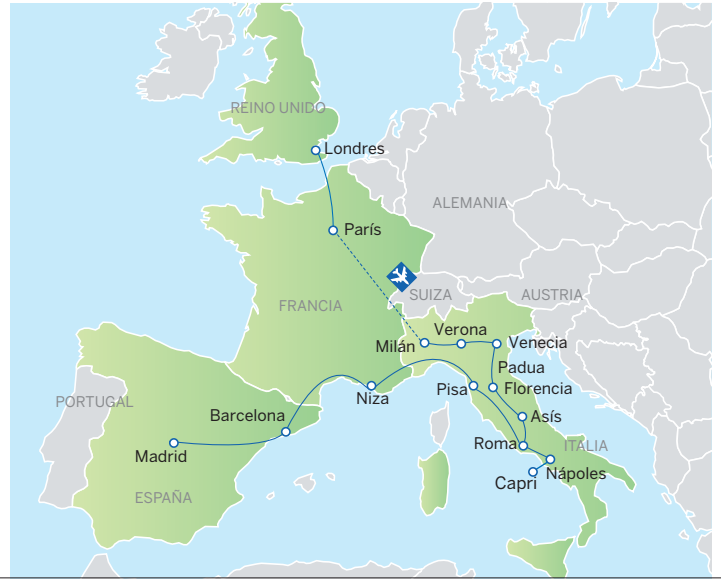 REINO UNIDO
Londres
ALEMANIA
París
FRANCIA
SUIZA
AUSTRIA
Milán
Verona
Venecia
Padua
Niza
Pisa
Florencia
PORTUGAL
Barcelona
Asís
Madrid
Roma
ITALIA
Capri
Nápoles
ESPAÑA